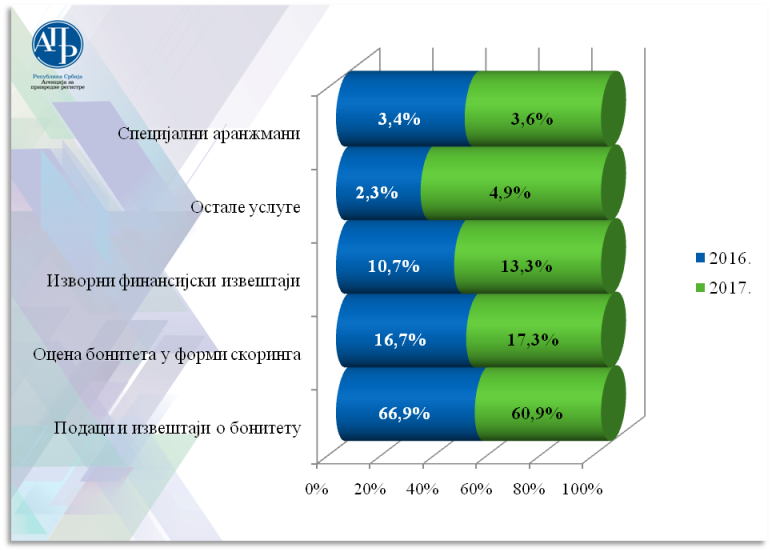 АПР
Република Србија
Агенција за
привредне регистре
Специјални аранжмани
3,4%
3,6%
Остале услуге
2,3%
4,9%
Изворни финансијски извештаји
10,7%
13,3%
Оцена бонитета у форми скоринга
16,7%
17,3%
Подаци и извештаји о бонитету
66,9%
60,9%
0%
20%
40%
60%
80%
100%
2016.
2017.